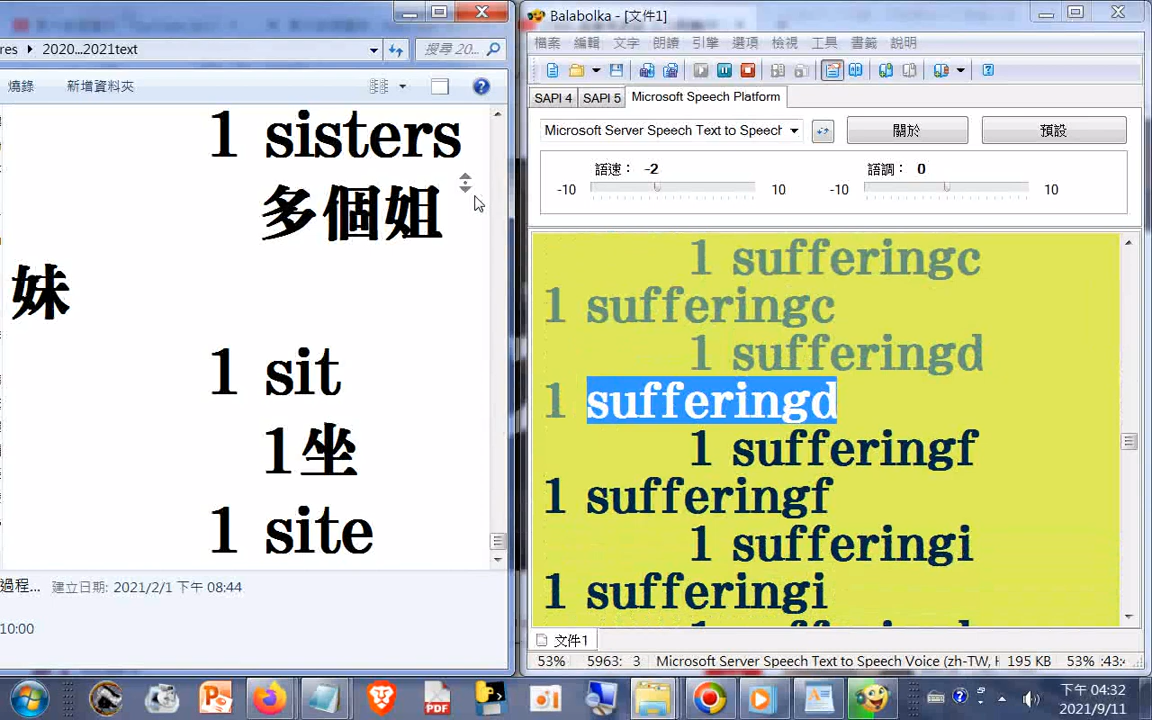 res ▸ 2020...2021text
搜尋 20...
燒錄 新增資料夾
1 sisters
多個姐
妹
1 sit
1坐
1 site
過程... 建立日期: 2021/2/1 下午 08:44
10:00
Balabolka - [文件1]
檔案 編輯 文字 朗讀 引擎 選項 檢視 工具 書籤 說明
SAPI 4 SAPI 5 Microsoft Speech Platform
Microsoft Server Speech Text to Speech 關於 預設
語速： -2 語調： 0
-10 10 -10 10
1 sufferingc
1 sufferingc
1 sufferingd
1 sufferingd
1 sufferingf
1 sufferingf
1 sufferingi
1 sufferingi
文件1
53% 5963: 3 Microsoft Server Speech Text to Speech Voice (zh-TW, H 195 KB 53% :43:
PDF
下午 04:32
2021/9/11